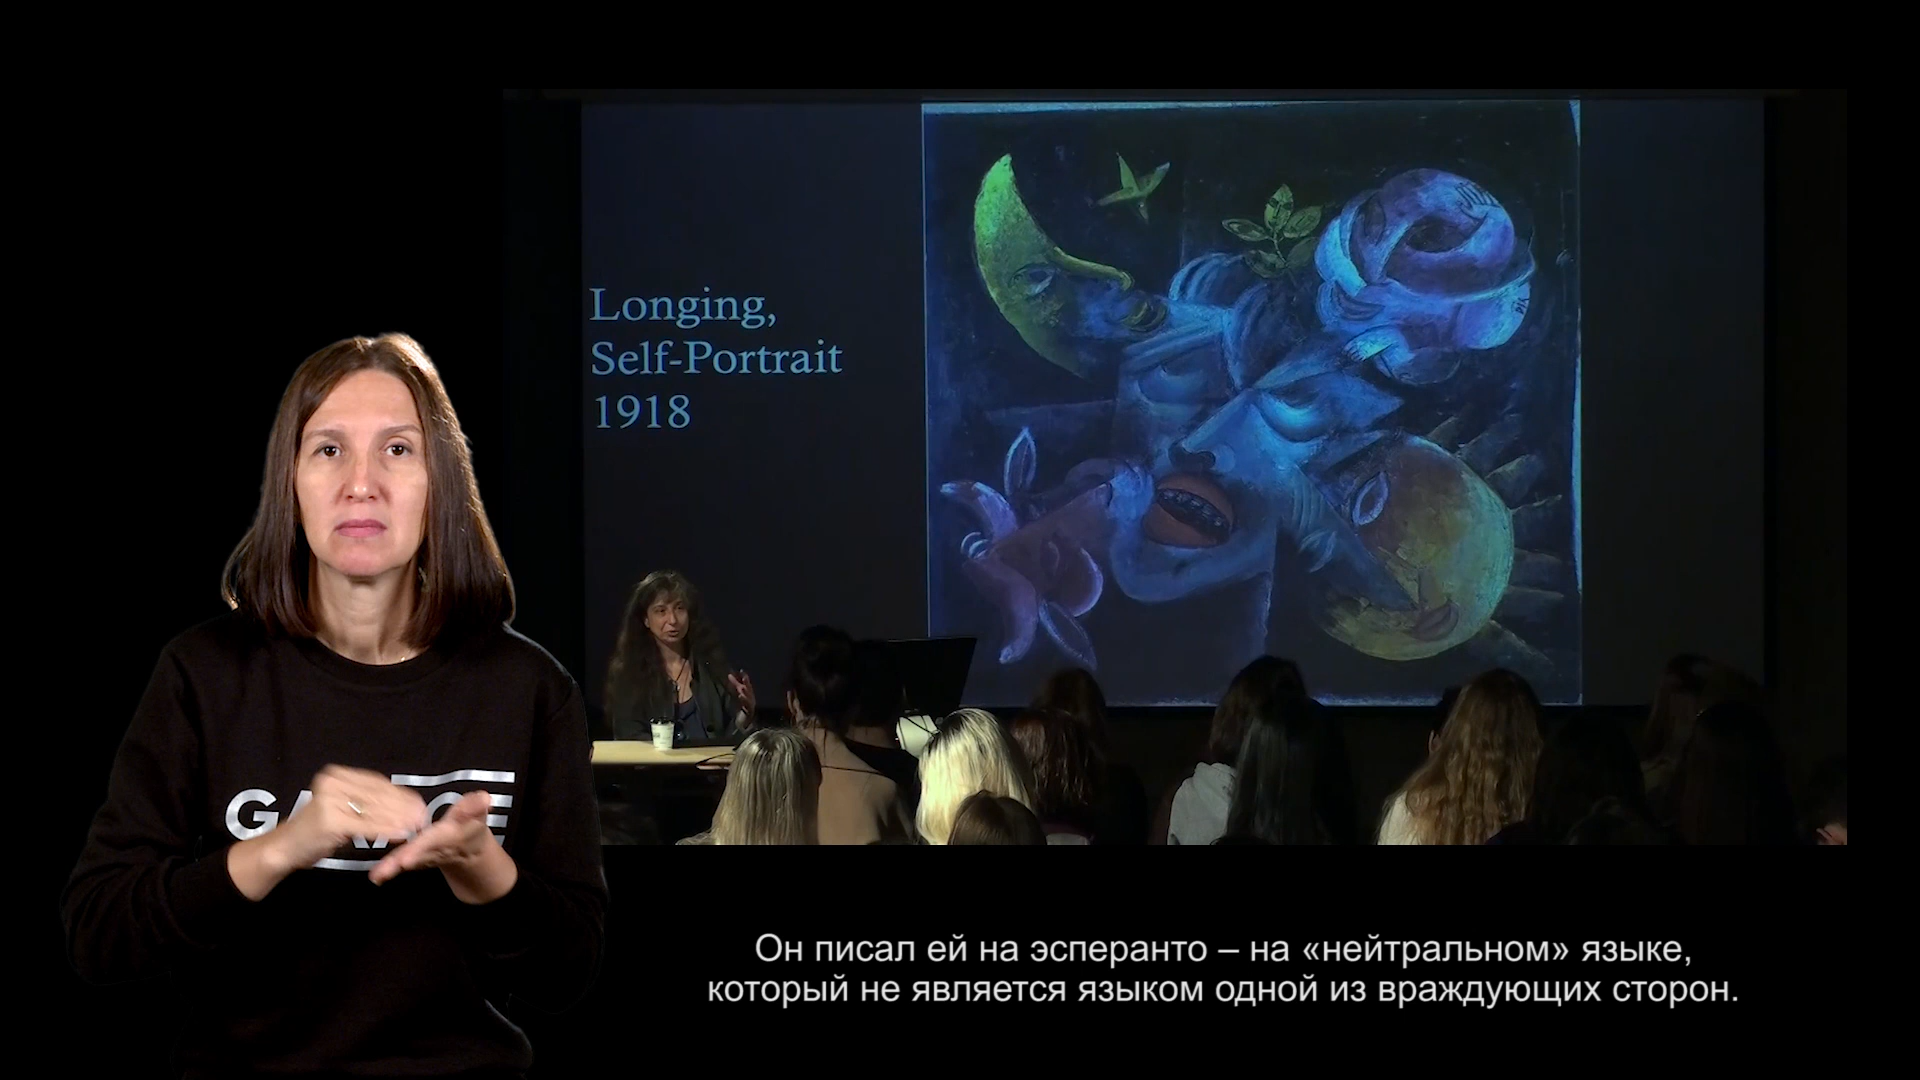 Longing,
Self-Portrait
1918
Он писал ей на эсперанто – на «нейтральном» языке,
который не является языком одной из враждующих сторон.